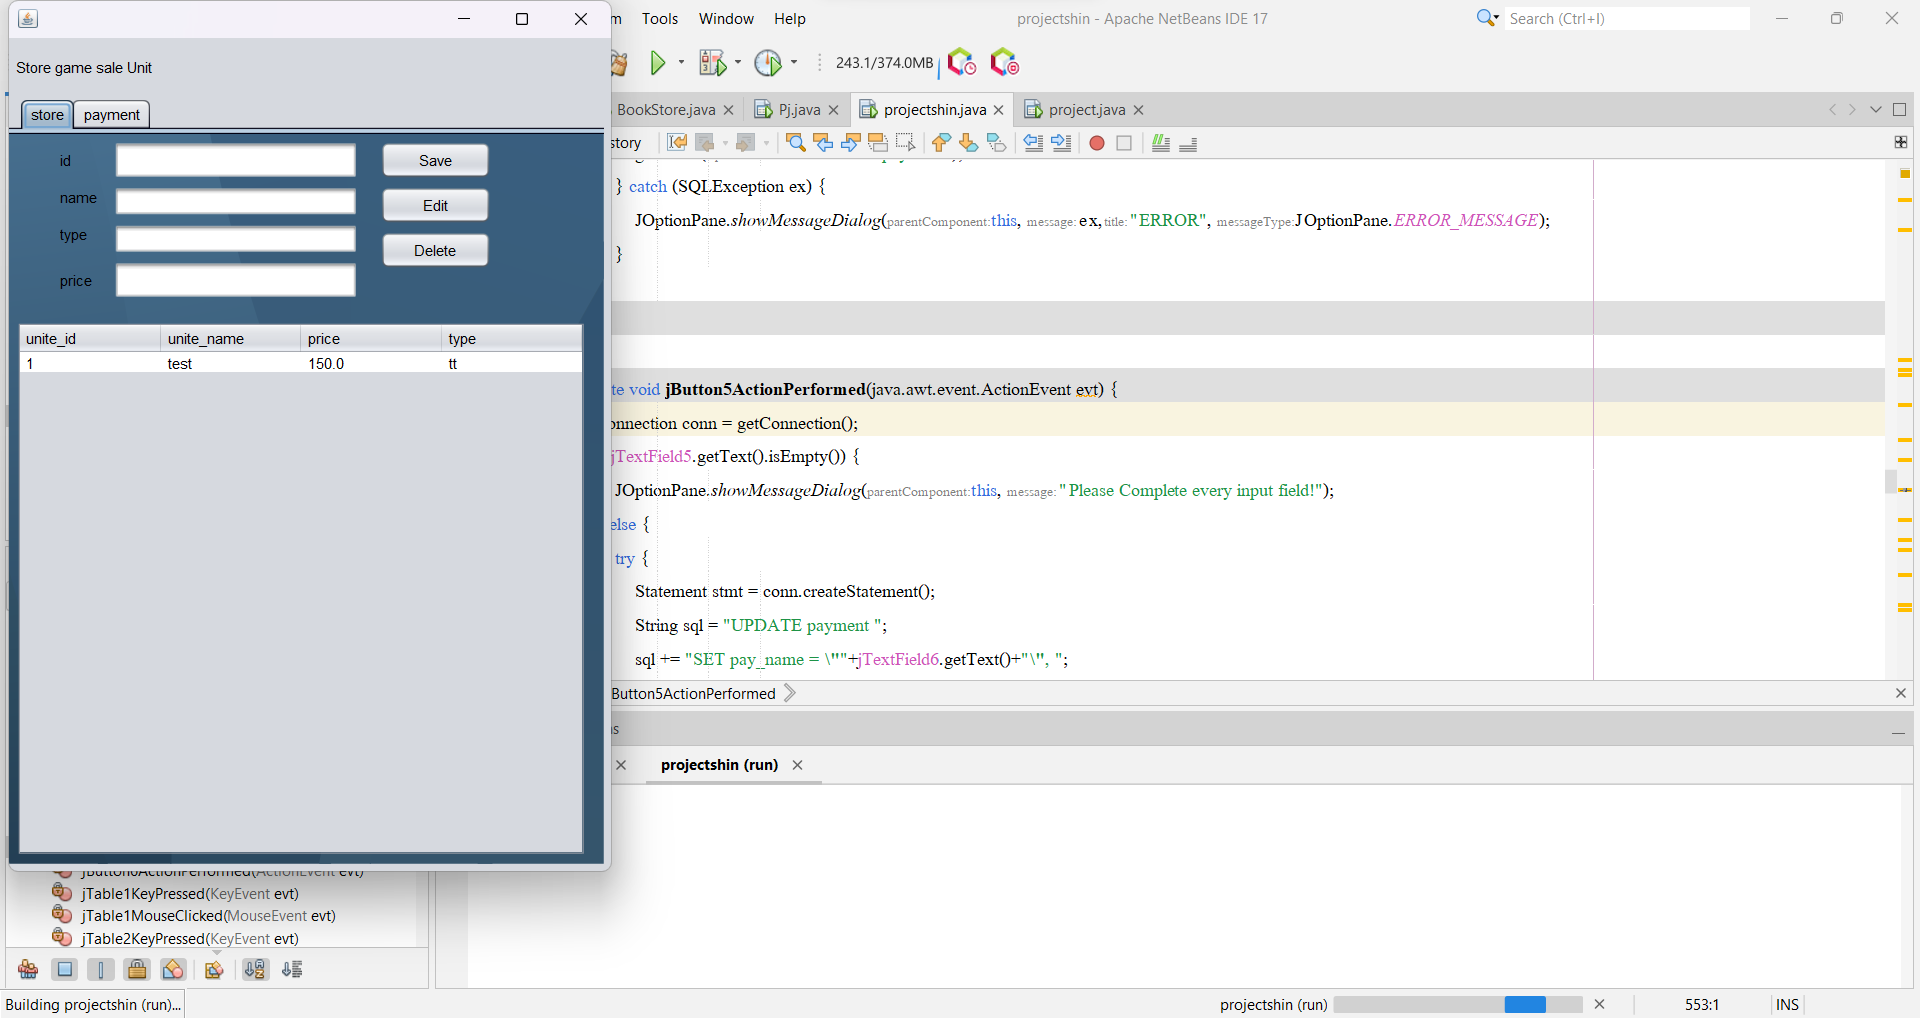 Store game sale Unit
store
payment
id
Save
name
Edit
type
Delete
price
unite_id unite_name price type
1 test 150.0 tt
Tools Window Help
projectshin - Apache NetBeans IDE 17
Search (Ctrl+I)
243.1/374.0MB
BookStore.java
Pj.java
projectshin.java
project.java
story
} catch (SQLException ex) {
JOptionPane.showMessageDialog(parentComponent:this, message: ex, title: "ERROR", messageType:JOptionPane.ERROR_MESSAGE);
}
te void jButton5ActionPerformed(java.awt.event.ActionEvent evt) {
onnection conn = getConnection();
jTextField5.getText().isEmpty()) {
JOptionPane.showMessageDialog(parentComponent:this, message: "Please Complete every input field!");
else {
try {
Statement stmt = conn.createStatement();
String sql = "UPDATE payment ";
sql += "SET pay_name = \""+jTextField6.getText()+"\", ";
Button5ActionPerformed
projectshin (run)
jButton6ActionPerformed(ActionEvent evt)
jTable1KeyPressed(KeyEvent evt)
jTable1MouseClicked(MouseEvent evt)
jTable2KeyPressed(KeyEvent evt)
Building projectshin (run)...
projectshin (run)
553:1
INS